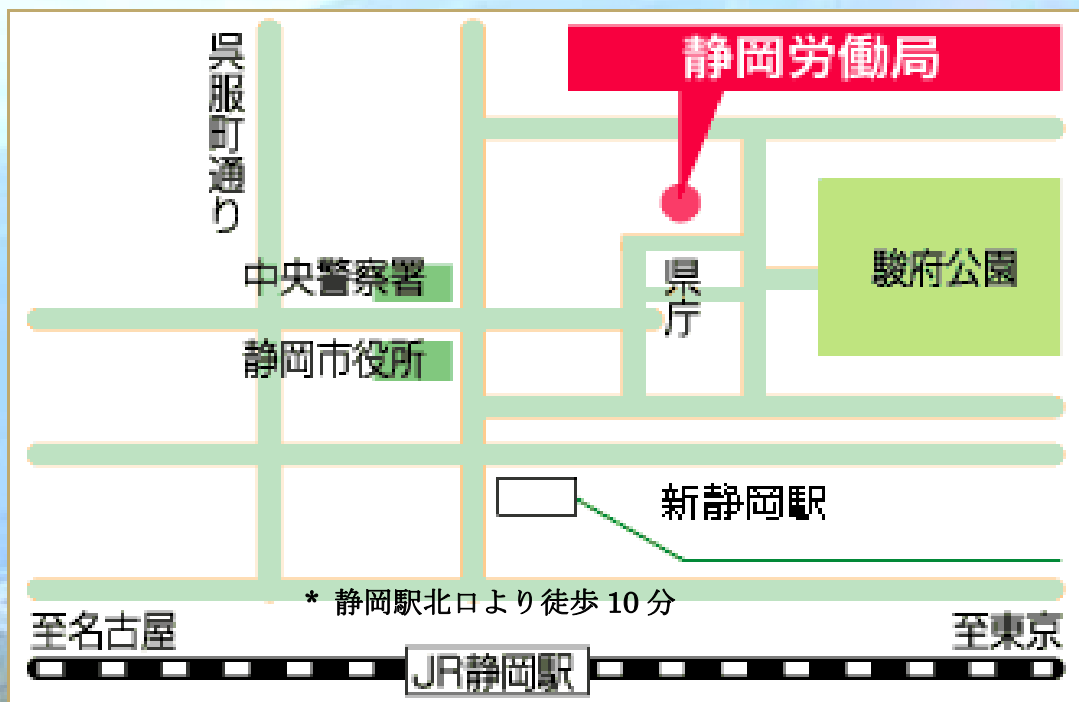 静岡労働局
呉服町通り
中央警察署
県庁
駿府公園
静岡市役所
新静岡駅
* 静岡駅北口より徒歩 10 分
至名古屋
至東京
JR静岡駅